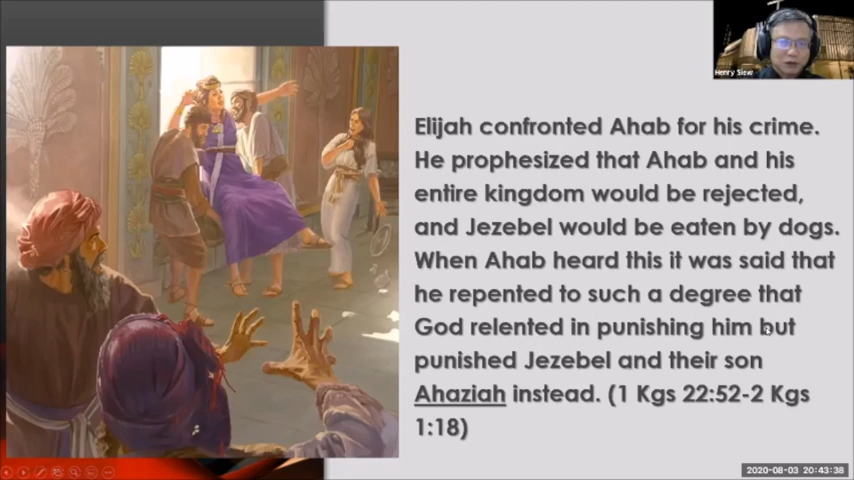 Henry Siew
Elijah confronted Ahab for his crime.
He prophesized that Ahab and his
entire kingdom would be rejected,
and Jezebel would be eaten by dogs.
When Ahab heard this it was said that
he repented to such a degree that
God relented in punishing him but
punished Jezebel and their son
Ahaziah instead. (1 Kgs 22:52-2 Kgs
1:18)
2020-08-03 20:43:38